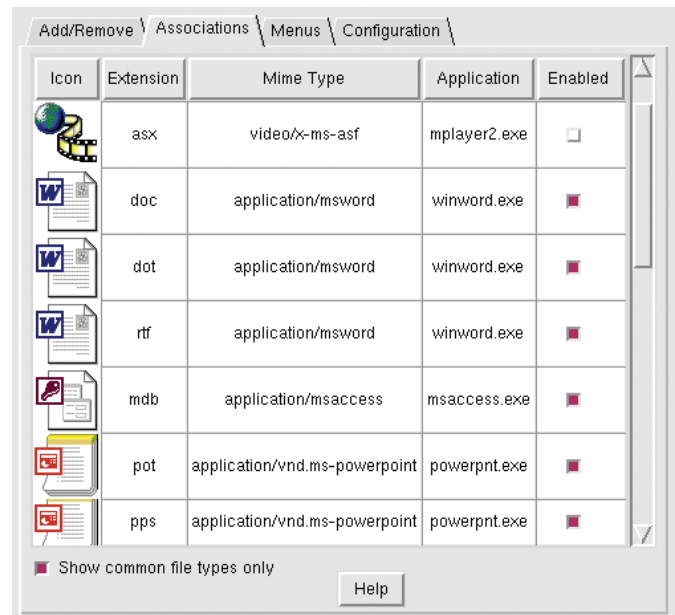 Add/Remove Associations Menus Configuration
Icon Extension Mime Type Application Enabled
asx video/x-ms-asf mplayer2.exe
W doc application/msword winword.exe
W dot application/msword winword.exe
W rtf application/msword winword.exe
mdb application/msaccess msaccess.exe
pot application/vnd.ms-powerpoint powerpnt.exe
pps application/vnd.ms-powerpoint powerpnt.exe
Show common file types only
Help